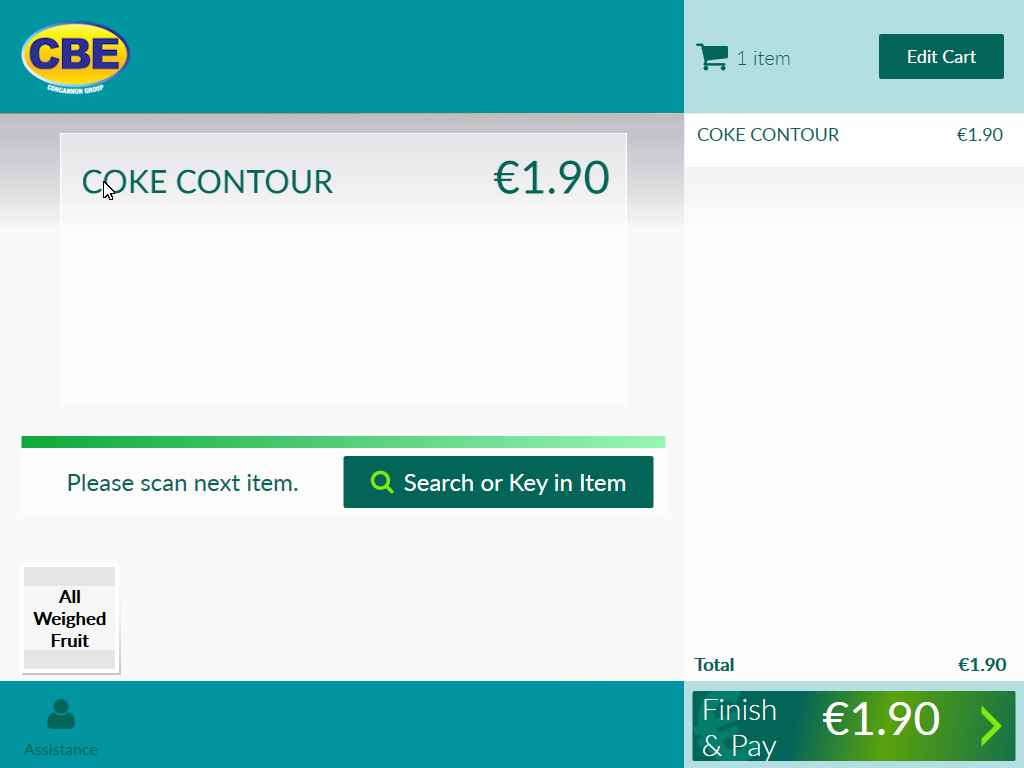 CBE
CONCANNON GROUP
1 item
Edit Cart
COKE CONTOUR €1.90
COKE CONTOUR €1.90
Please scan next item.
Search or Key in Item
All
Weighed
Fruit
Total €1.90
Assistance
Finish
& Pay
€1.90